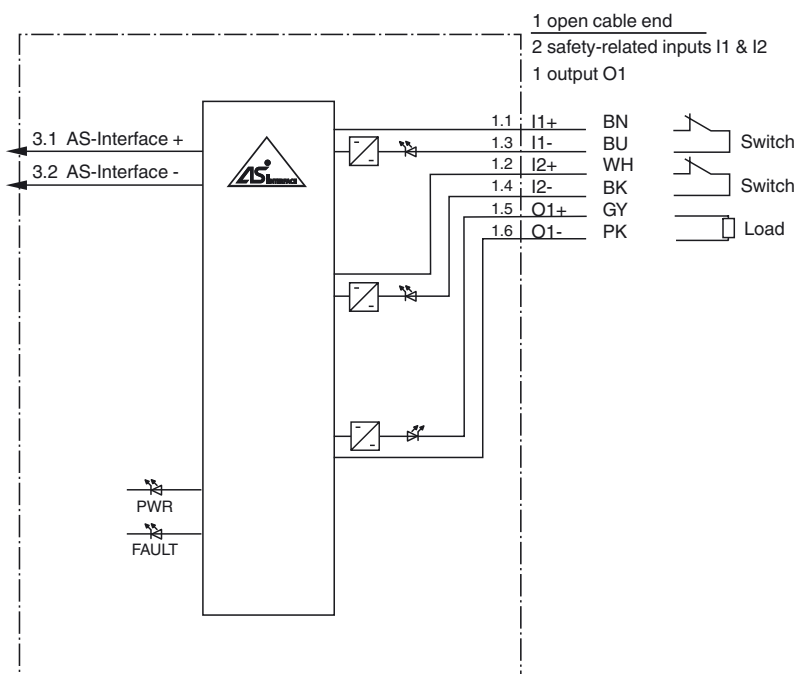 1 open cable end
2 safety-related inputs I1 & I2
1 output O1
3.1 AS-Interface +
3.2 AS-Interface -
AS INTERFACE
1.1 I1+ BN
1.3 I1- BU
Switch
1.2 I2+ WH
1.4 I2- BK
Switch
1.5 O1+ GY
1.6 O1- PK
Load
PWR
FAULT